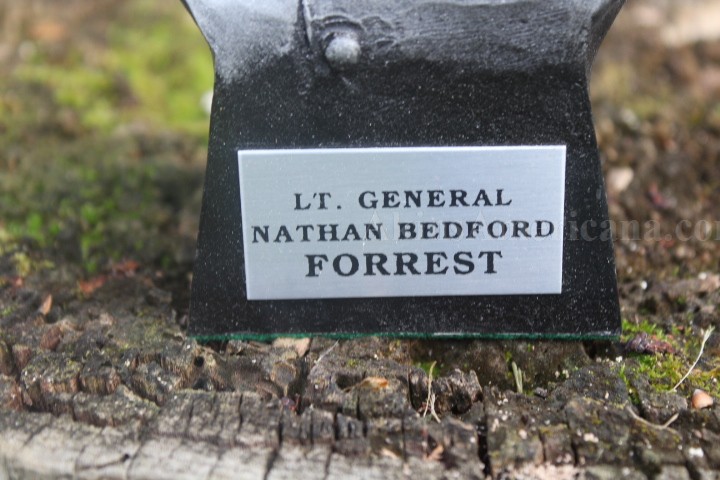 LT. GENERAL
NATHAN BEDFORD
FORREST